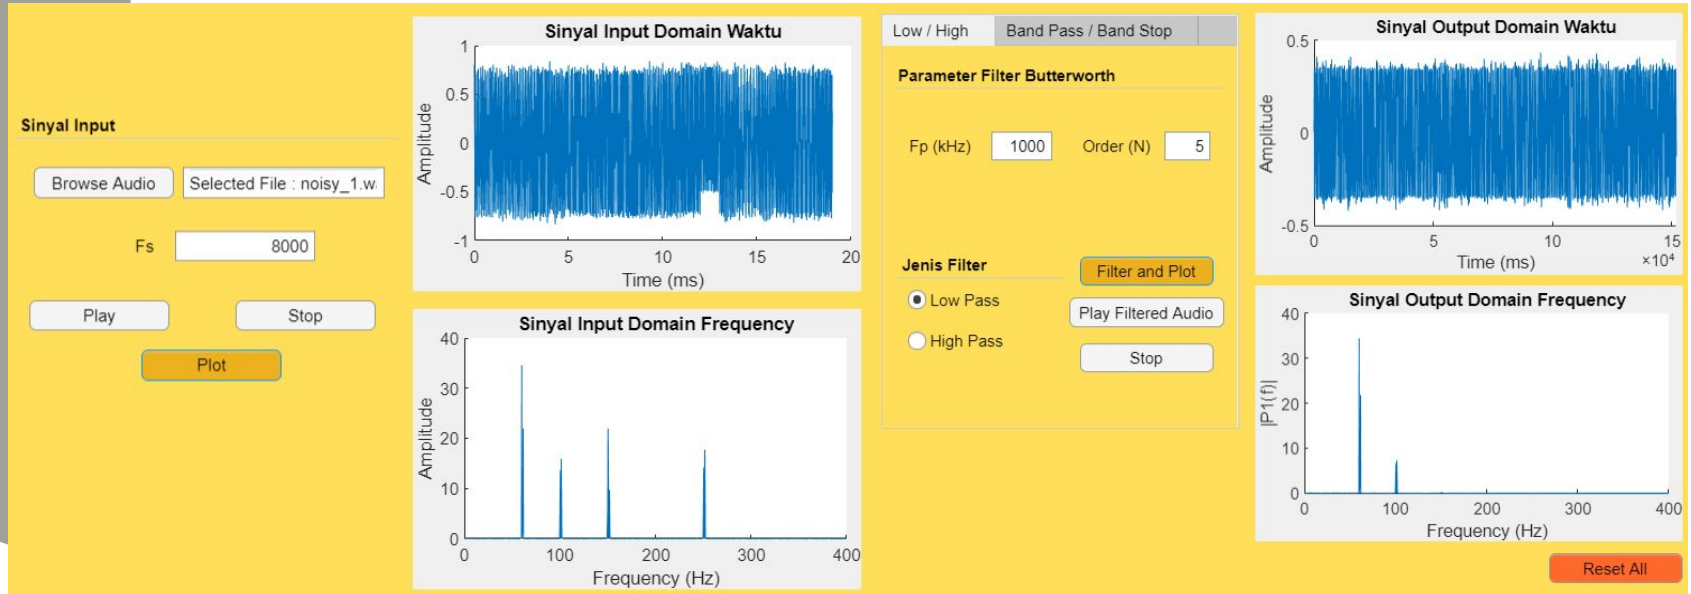 Sinyal Input
Browse Audio
Selected File : noisy_1.w
Fs
8000
Play
Stop
Plot
Sinyal Input Domain Waktu
1
0.5
0
-0.5
-1
Amplitude
0 5 10 15 20
Time (ms)
Sinyal Input Domain Frequency
40
30
20
10
0
Amplitude
0 100 200 300 400
Frequency (Hz)
Low / High
Band Pass / Band Stop
Parameter Filter Butterworth
Fp (kHz) 1000 Order (N) 5
Jenis Filter
Low Pass
High Pass
Filter and Plot
Play Filtered Audio
Stop
Sinyal Output Domain Waktu
0.5
0
-0.5
Amplitude
0 5 10 15
Time (ms)
×10⁴
Sinyal Output Domain Frequency
40
30
20
10
0
|P1(f)|
0 100 200 300 400
Frequency (Hz)
Reset All